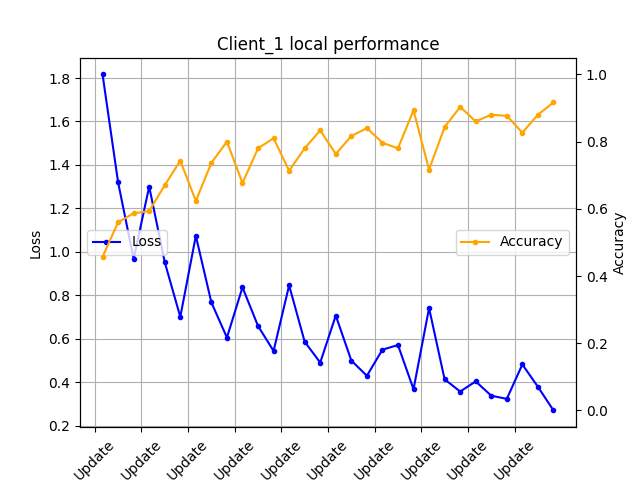 Client_1 local performance
1.8
1.6
1.4
1.2
1.0
0.8
0.6
0.4
0.2
Loss
1.0
0.8
0.6
0.4
0.2
0.0
Accuracy
Loss
Accuracy
Update
Update
Update
Update
Update
Update
Update
Update
Update
Update